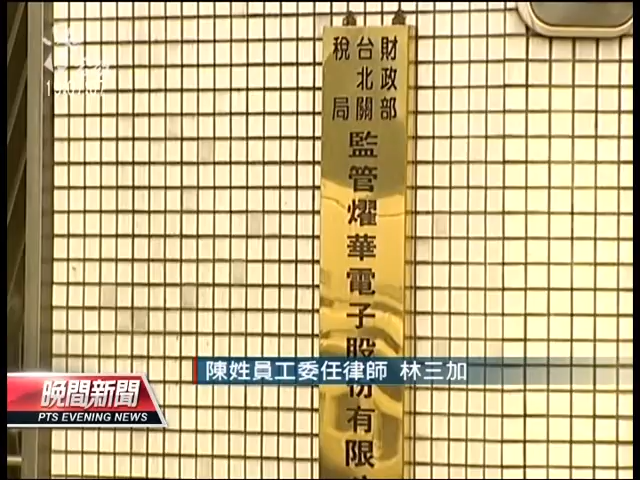 財政部
台北關
稅局
監管燿華電子股份有限
陳姓員工委任律師 林三加
晚間新聞
PTS EVENING NEWS